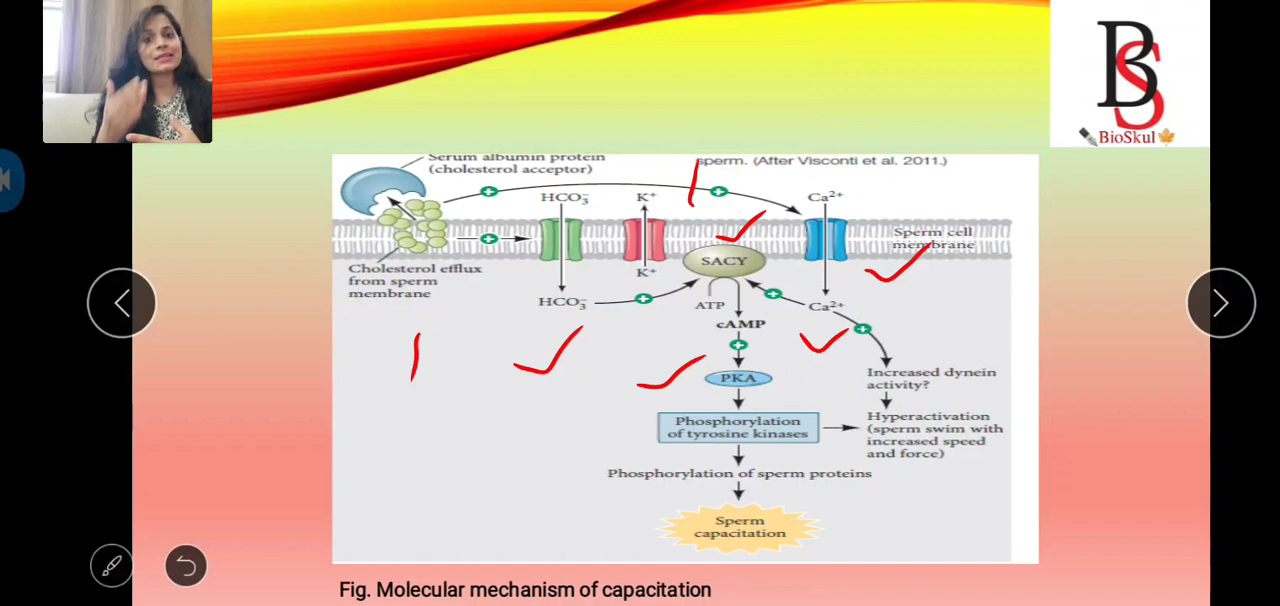 BS
BioSkul
Serum albumin protein
(cholesterol acceptor)
sperm. (After Visconti et al. 2011.)
HCO₃⁻
K⁺
Ca²⁺
Sperm cell
membrane
SACY
Cholesterol efflux
from sperm
membrane
K⁺
HCO₃⁻
ATP
Ca²⁺
cAMP
PKA
Increased dynein
activity?
Phosphorylation
of tyrosine kinases
Hyperactivation
(sperm swim with
increased speed
and force)
Phosphorylation of sperm proteins
Sperm
capacitation
Fig. Molecular mechanism of capacitation